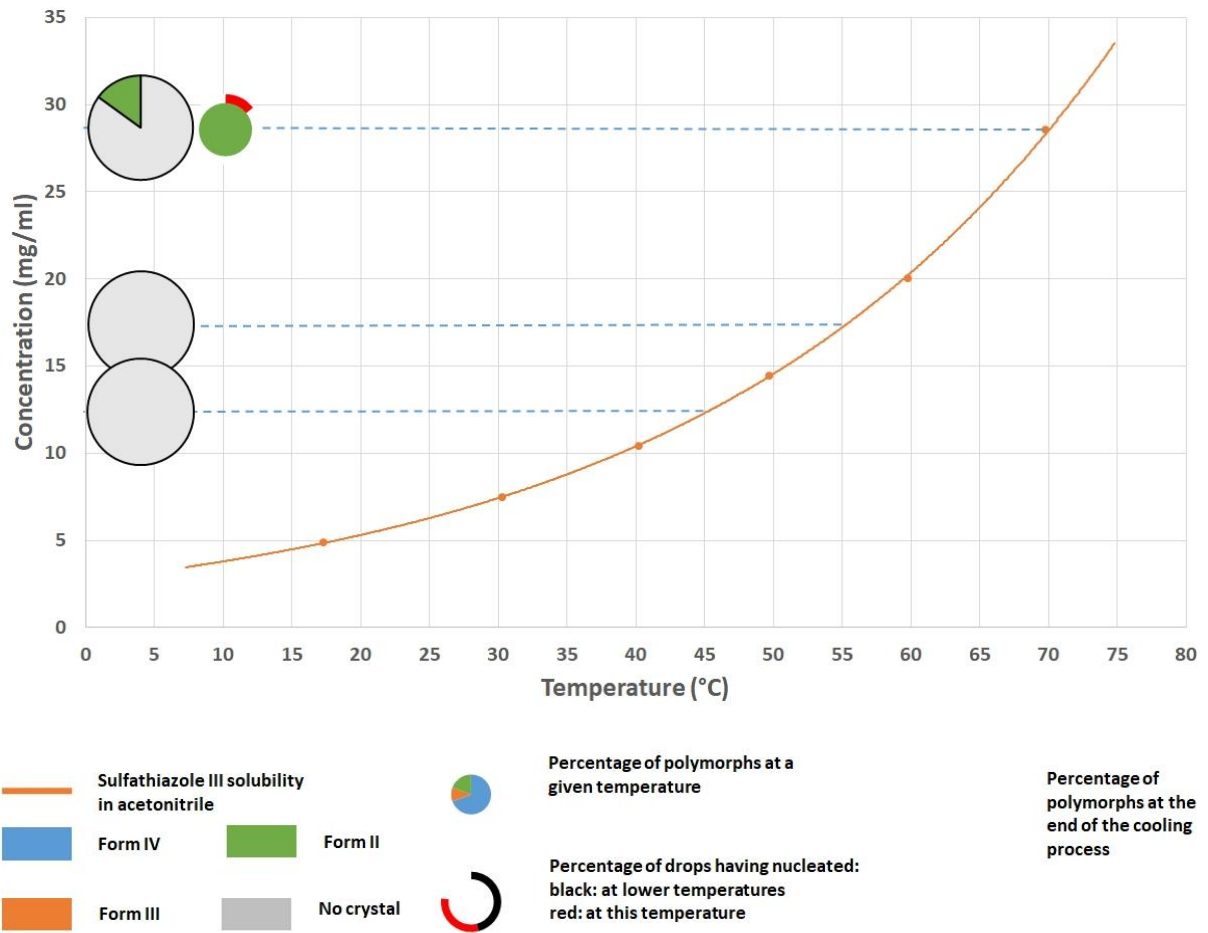 35
30
25
20
15
10
5
0
Concentration (mg/ml)
0 5 10 15 20 25 30 35 40 45 50 55 60 65 70 75 80
Temperature (°C)
Sulfathiazole III solubility
in acetonitrile
Form IV
Form II
Form III
No crystal
Percentage of polymorphs at a
given temperature
Percentage of drops having nucleated:
black: at lower temperatures
red: at this temperature
Percentage of
polymorphs at the
end of the cooling
process